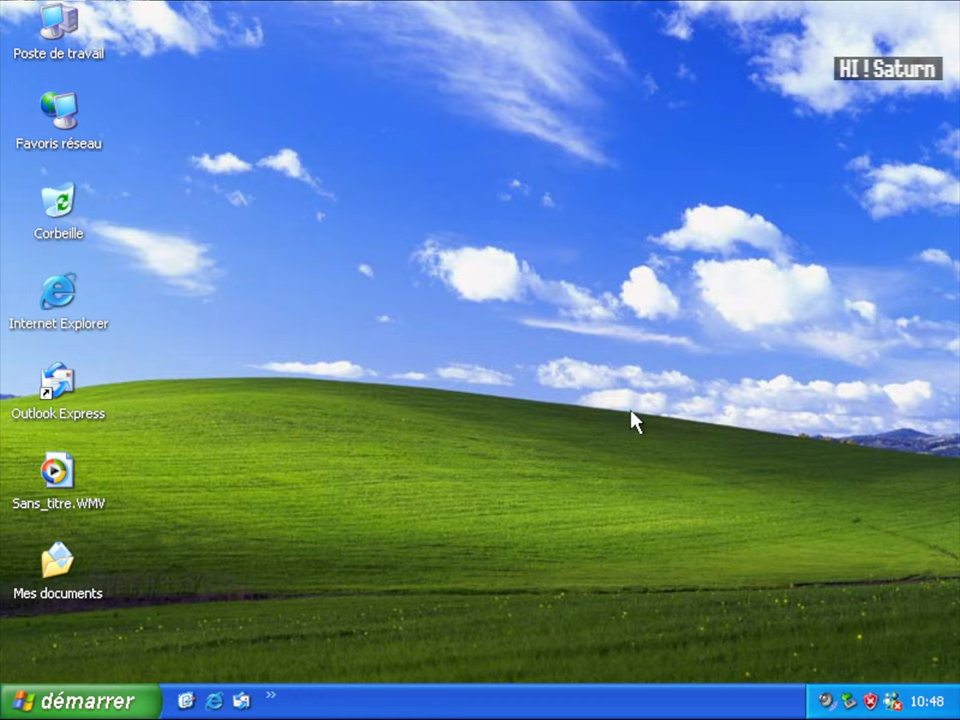 Poste de travail
HI ! Saturn
Favoris réseau
Corbeille
Internet Explorer
Outlook Express
Sans_titre.WMV
Mes documents
démarrer
»
10:48